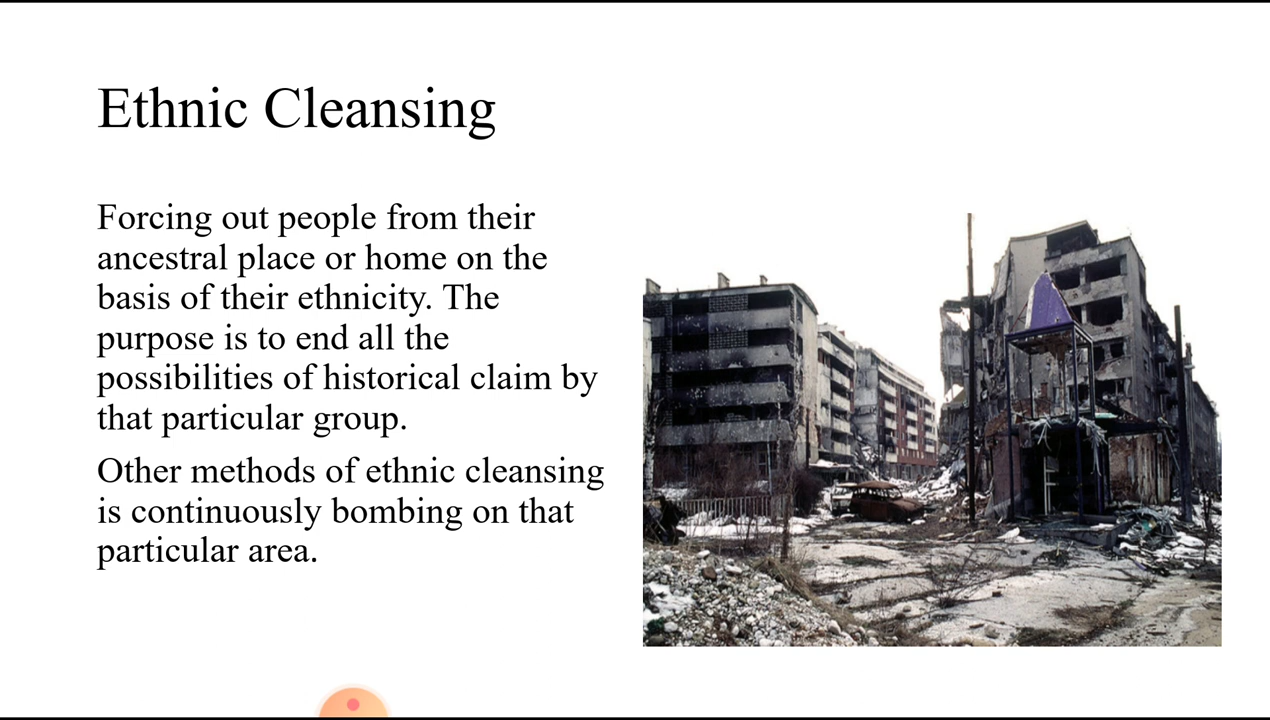 Ethnic Cleansing
Forcing out people from their
ancestral place or home on the
basis of their ethnicity. The
purpose is to end all the
possibilities of historical claim by
that particular group.
Other methods of ethnic cleansing
is continuously bombing on that
particular area.